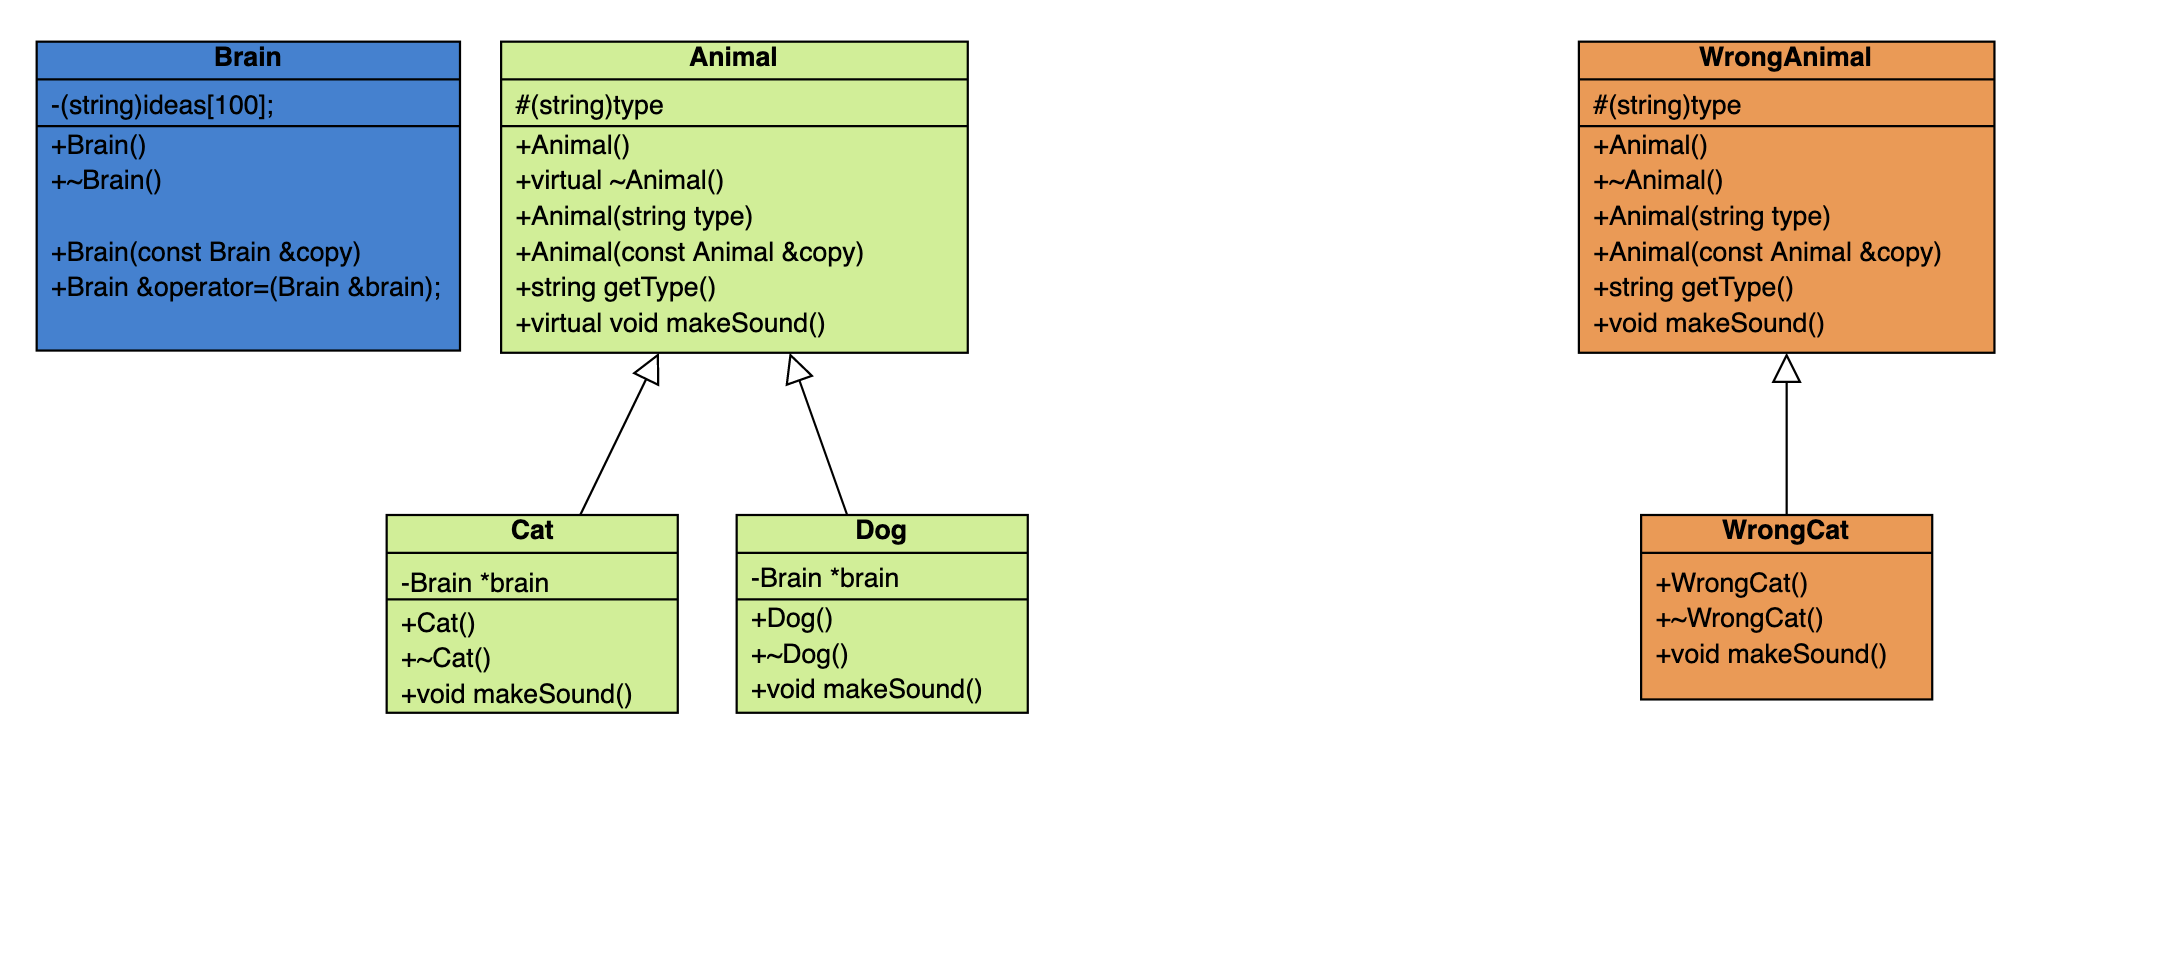 Brain
-(string)ideas[100];
+Brain()
+~Brain()
+Brain(const Brain &copy)
+Brain &operator=(Brain &brain);
Animal
#(string)type
+Animal()
+virtual ~Animal()
+Animal(string type)
+Animal(const Animal &copy)
+string getType()
+virtual void makeSound()
WrongAnimal
#(string)type
+Animal()
+~Animal()
+Animal(string type)
+Animal(const Animal &copy)
+string getType()
+void makeSound()
Cat
-Brain *brain
+Cat()
+~Cat()
+void makeSound()
Dog
-Brain *brain
+Dog()
+~Dog()
+void makeSound()
WrongCat
+WrongCat()
+~WrongCat()
+void makeSound()